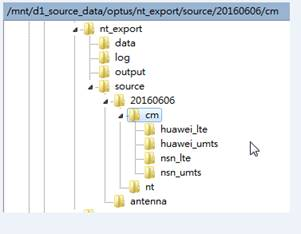 /mnt/d1_source_data/optus/nt_export/source/20160606/cm
nt_export
data
log
output
source
20160606
cm
huawei_lte
huawei_umts
nsn_lte
nsn_umts
nt
antenna